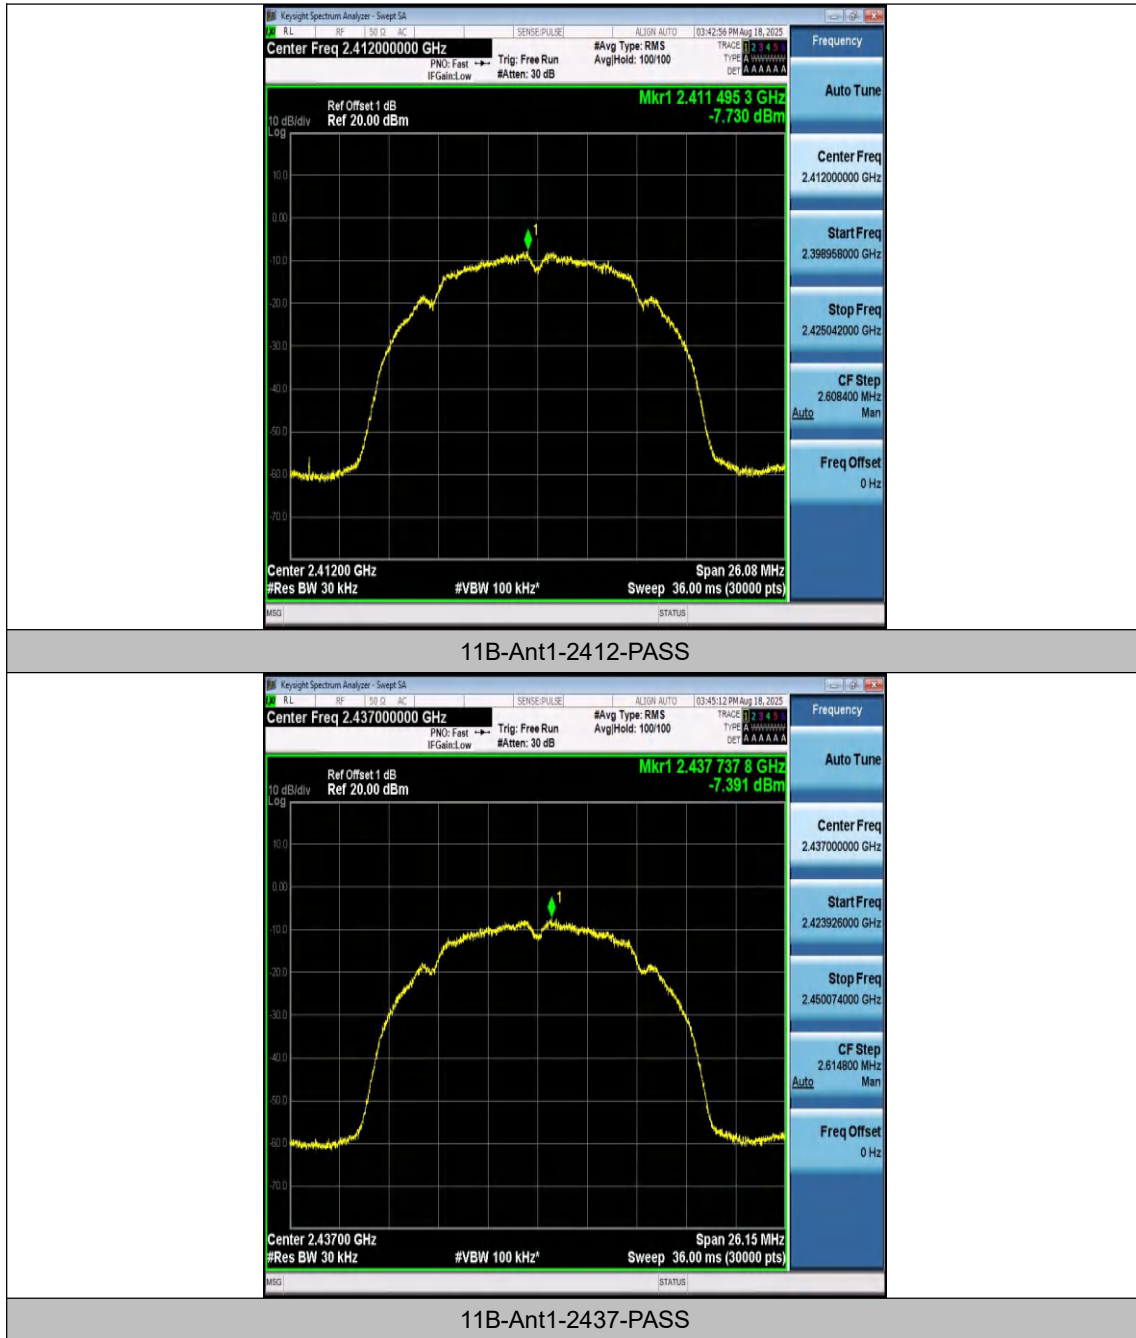 Keysight Spectrum Analyzer - Swept SA
RL RF 50 Ω AC SENSE:PULSE ALIGN AUTO 03:42:56 PM Aug 18, 2025
Center Freq 2.412000000 GHz
PNO: Fast
IFGain:Low
Trig: Free Run
#Atten: 30 dB
#Avg Type: RMS
Avg|Hold: 100/100
TRACE 1 2 3 4 5 6
TYPE A WWWWW
DET A A A A A A
Ref Offset 1 dB
10 dB/div Ref 20.00 dBm
Log
Mkr1 2.411 495 3 GHz
-7.730 dBm
1
10.0
0.00
-10.0
-20.0
-30.0
-40.0
-50.0
-60.0
-70.0
Center 2.41200 GHz Span 26.08 MHz
#Res BW 30 kHz #VBW 100 kHz* Sweep 36.00 ms (30000 pts)
MSG STATUS
Frequency
Auto Tune
Center Freq
2.412000000 GHz
Start Freq
2.398958000 GHz
Stop Freq
2.425042000 GHz
CF Step
2.608400 MHz
Auto Man
Freq Offset
0 Hz
11B-Ant1-2412-PASS
Keysight Spectrum Analyzer - Swept SA
RL RF 50 Ω AC SENSE:PULSE ALIGN AUTO 03:45:12 PM Aug 18, 2025
Center Freq 2.437000000 GHz
PNO: Fast
IFGain:Low
Trig: Free Run
#Atten: 30 dB
#Avg Type: RMS
Avg|Hold: 100/100
TRACE 1 2 3 4 5 6
TYPE A WWWWW
DET A A A A A A
Ref Offset 1 dB
10 dB/div Ref 20.00 dBm
Log
Mkr1 2.437 737 8 GHz
-7.391 dBm
1
10.0
0.00
-10.0
-20.0
-30.0
-40.0
-50.0
-60.0
-70.0
Center 2.43700 GHz Span 26.15 MHz
#Res BW 30 kHz #VBW 100 kHz* Sweep 36.00 ms (30000 pts)
MSG STATUS
Frequency
Auto Tune
Center Freq
2.437000000 GHz
Start Freq
2.423926000 GHz
Stop Freq
2.450074000 GHz
CF Step
2.614800 MHz
Auto Man
Freq Offset
0 Hz
11B-Ant1-2437-PASS